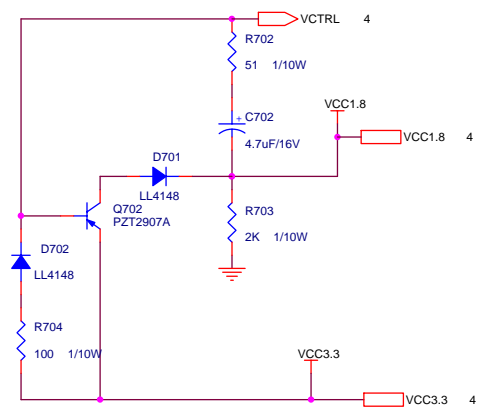 VCTRL 4
R702
51 1/10W
VCC1.8
+
C702
4.7uF/16V
VCC1.8 4
D701
LL4148
Q702
PZT2907A
R703
2K 1/10W
D702
LL4148
R704
100 1/10W
VCC3.3
VCC3.3 4